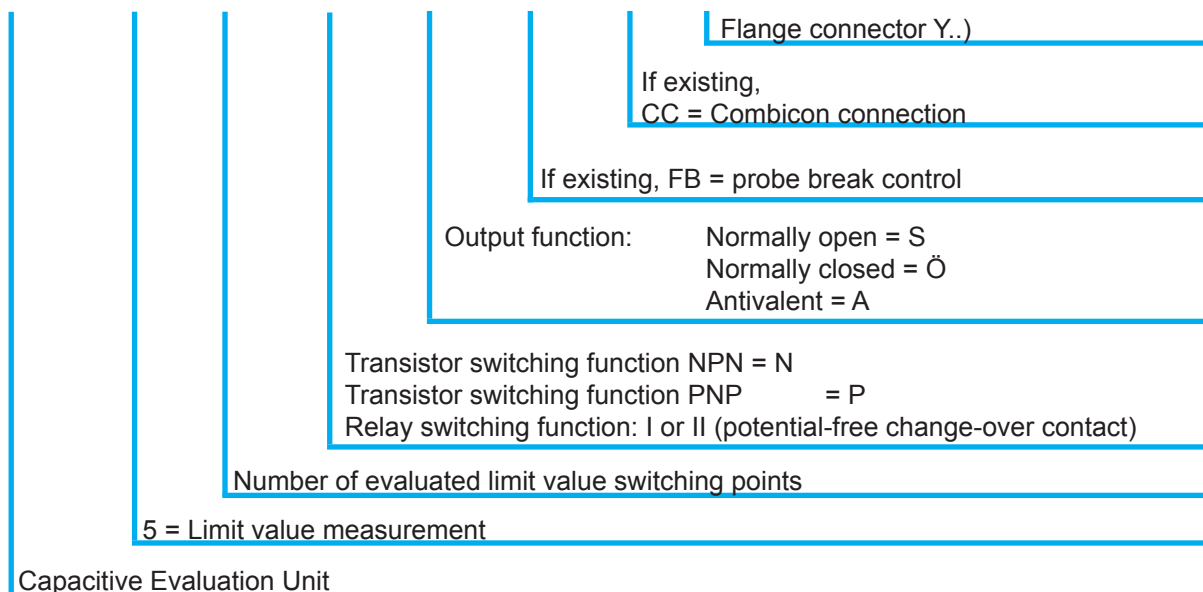 Flange connector Y..)
If existing,
CC = Combicon connection
If existing, FB = probe break control
Output function: Normally open = S
Normally closed = Ö
Antivalent = A
Transistor switching function NPN = N
Transistor switching function PNP = P
Relay switching function: I or II (potential-free change-over contact)
Number of evaluated limit value switching points
5 = Limit value measurement
Capacitive Evaluation Unit